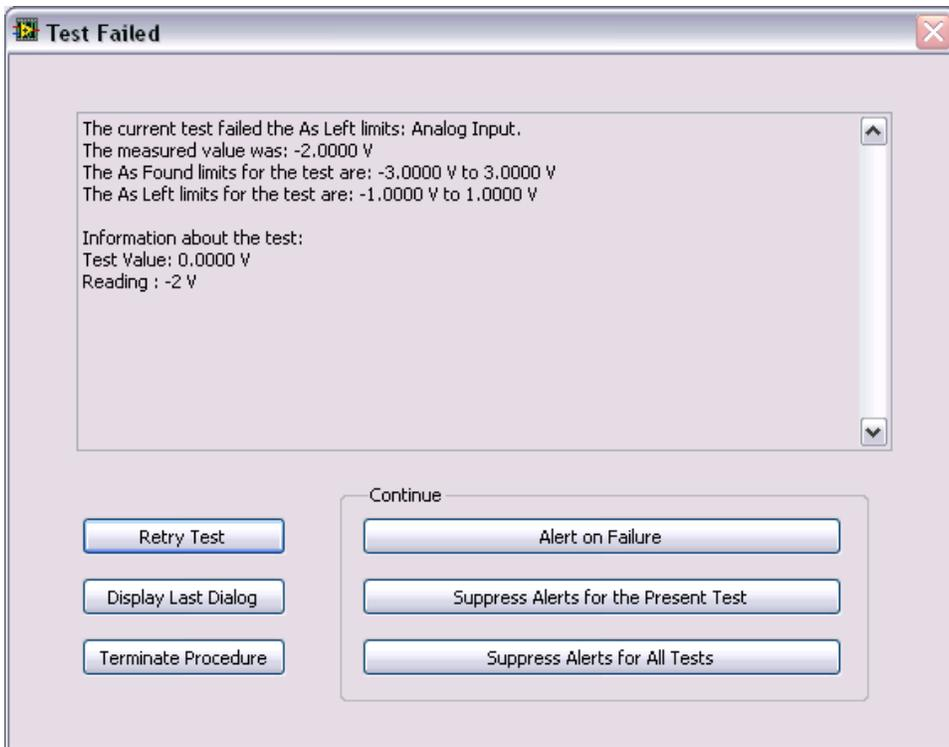 Test Failed
The current test failed the As Left limits: Analog Input.
The measured value was: -2.0000 V
The As Found limits for the test are: -3.0000 V to 3.0000 V
The As Left limits for the test are: -1.0000 V to 1.0000 V
Information about the test:
Test Value: 0.0000 V
Reading : -2 V
Continue
Retry Test
Alert on Failure
Display Last Dialog
Suppress Alerts for the Present Test
Terminate Procedure
Suppress Alerts for All Tests